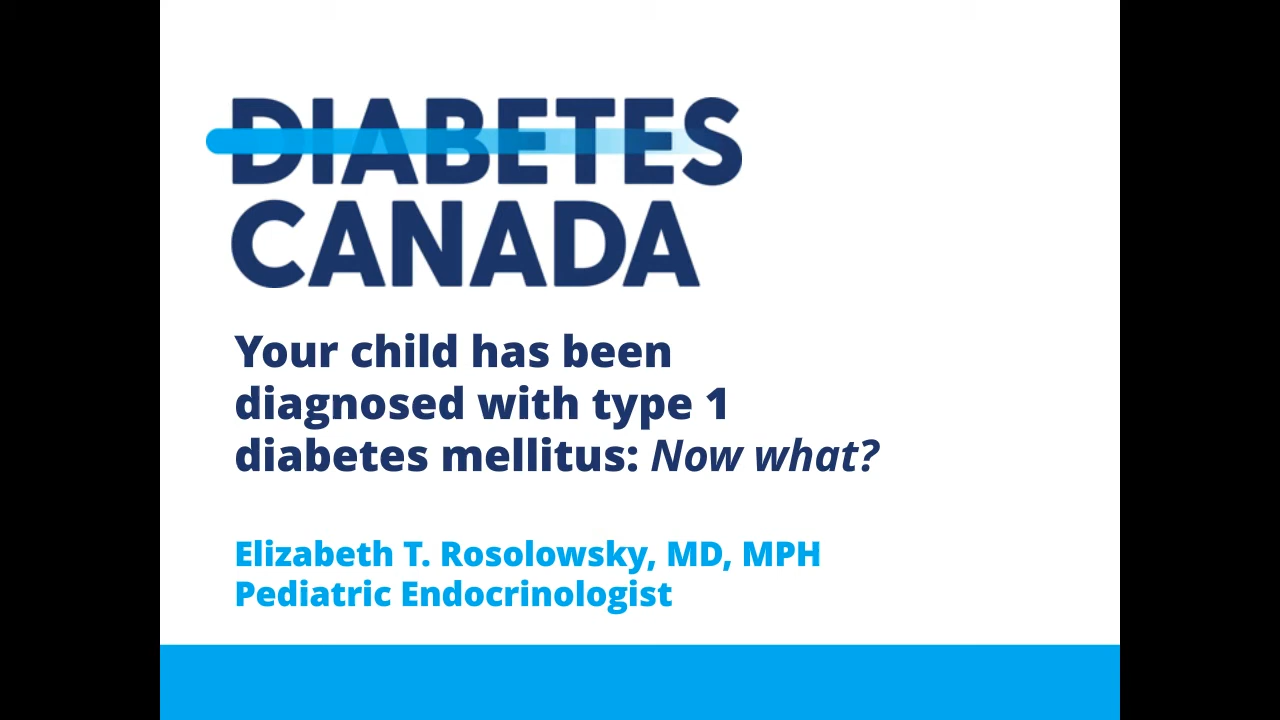 DIABETES
CANADA
Your child has been
diagnosed with type 1
diabetes mellitus: Now what?
Elizabeth T. Rosolowsky, MD, MPH
Pediatric Endocrinologist